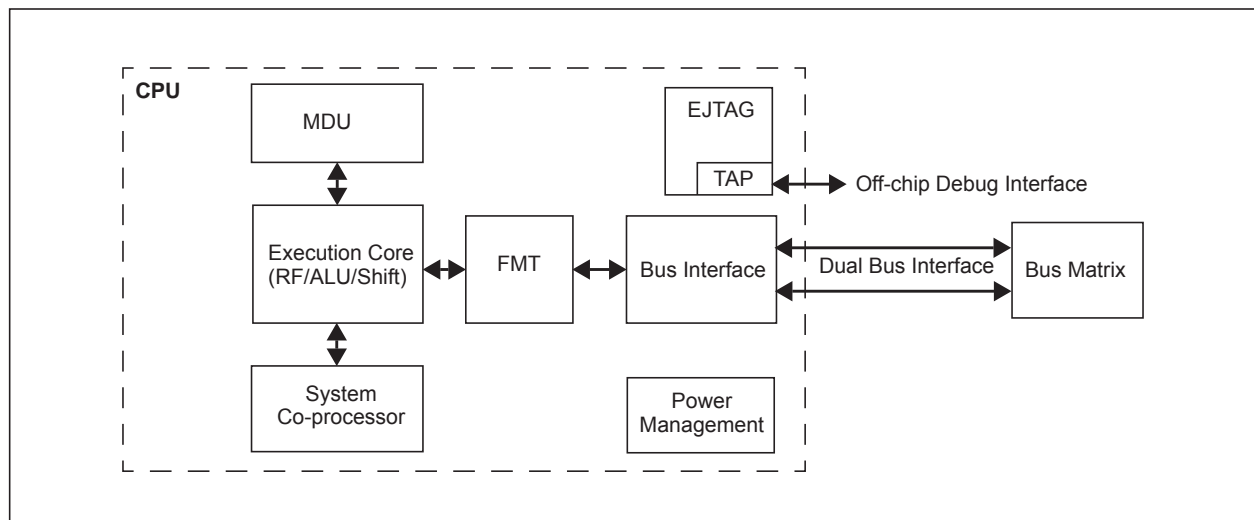 CPU
MDU
EJTAG
TAP
Off-chip Debug Interface
Execution Core
(RF/ALU/Shift)
FMT
Bus Interface
Dual Bus Interface
Bus Matrix
System
Co-processor
Power
Management